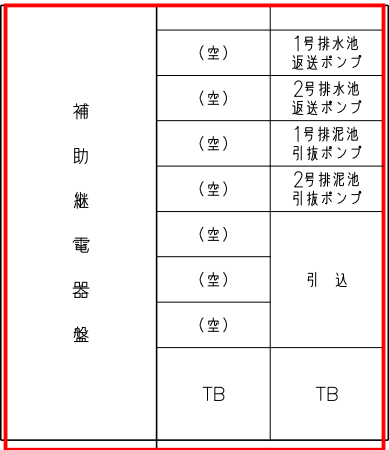 補
助
継
電
器
盤
(空)
1号排水池
返送ポンプ
(空)
2号排水池
返送ポンプ
(空)
1号排泥池
引抜ポンプ
(空)
2号排泥池
引抜ポンプ
(空)
(空)
(空)
引 込
TB
TB